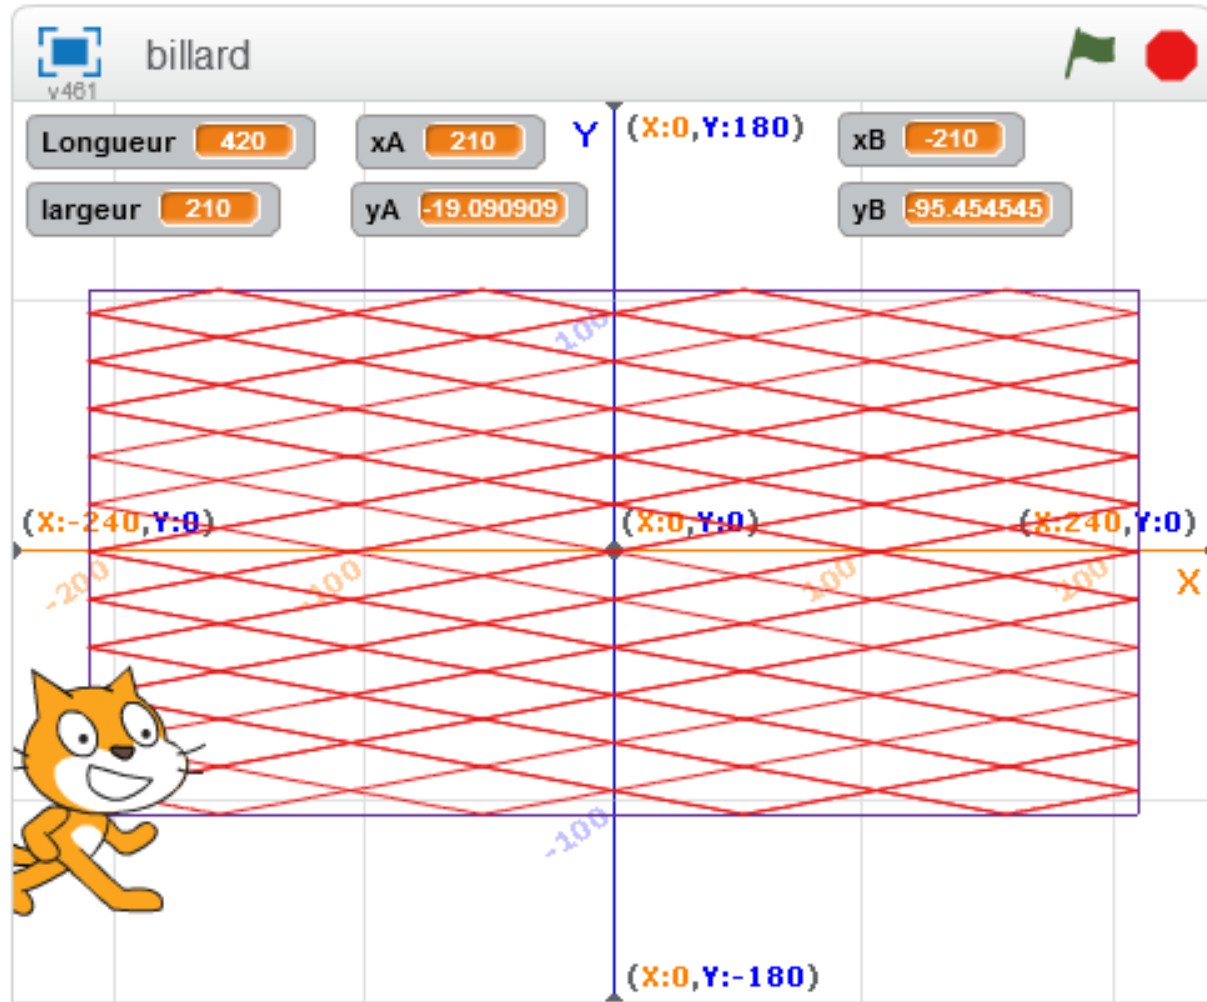 billard
v461
Longueur 420
xA 210
Y
(X:0,Y:180)
xB -210
largeur 210
yA -19.090909
yB -95.454545
100
(X:-240,Y:0)
(X:0,Y:0)
(X:240,Y:0)
-200
-100
100
200
X
-100
(X:0,Y:-180)